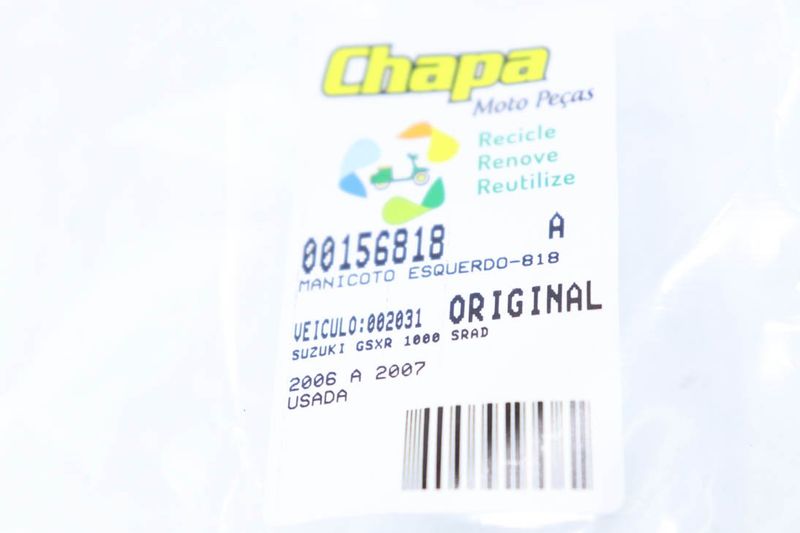 Chapa
Moto Peças
Recicle
Renove
Reutilize
00156818 A
MANICOTO ESQUERDO-818
VEICULO:002031 ORIGINAL
SUZUKI GSXR 1000 SRAD
2006 A 2007
USADA